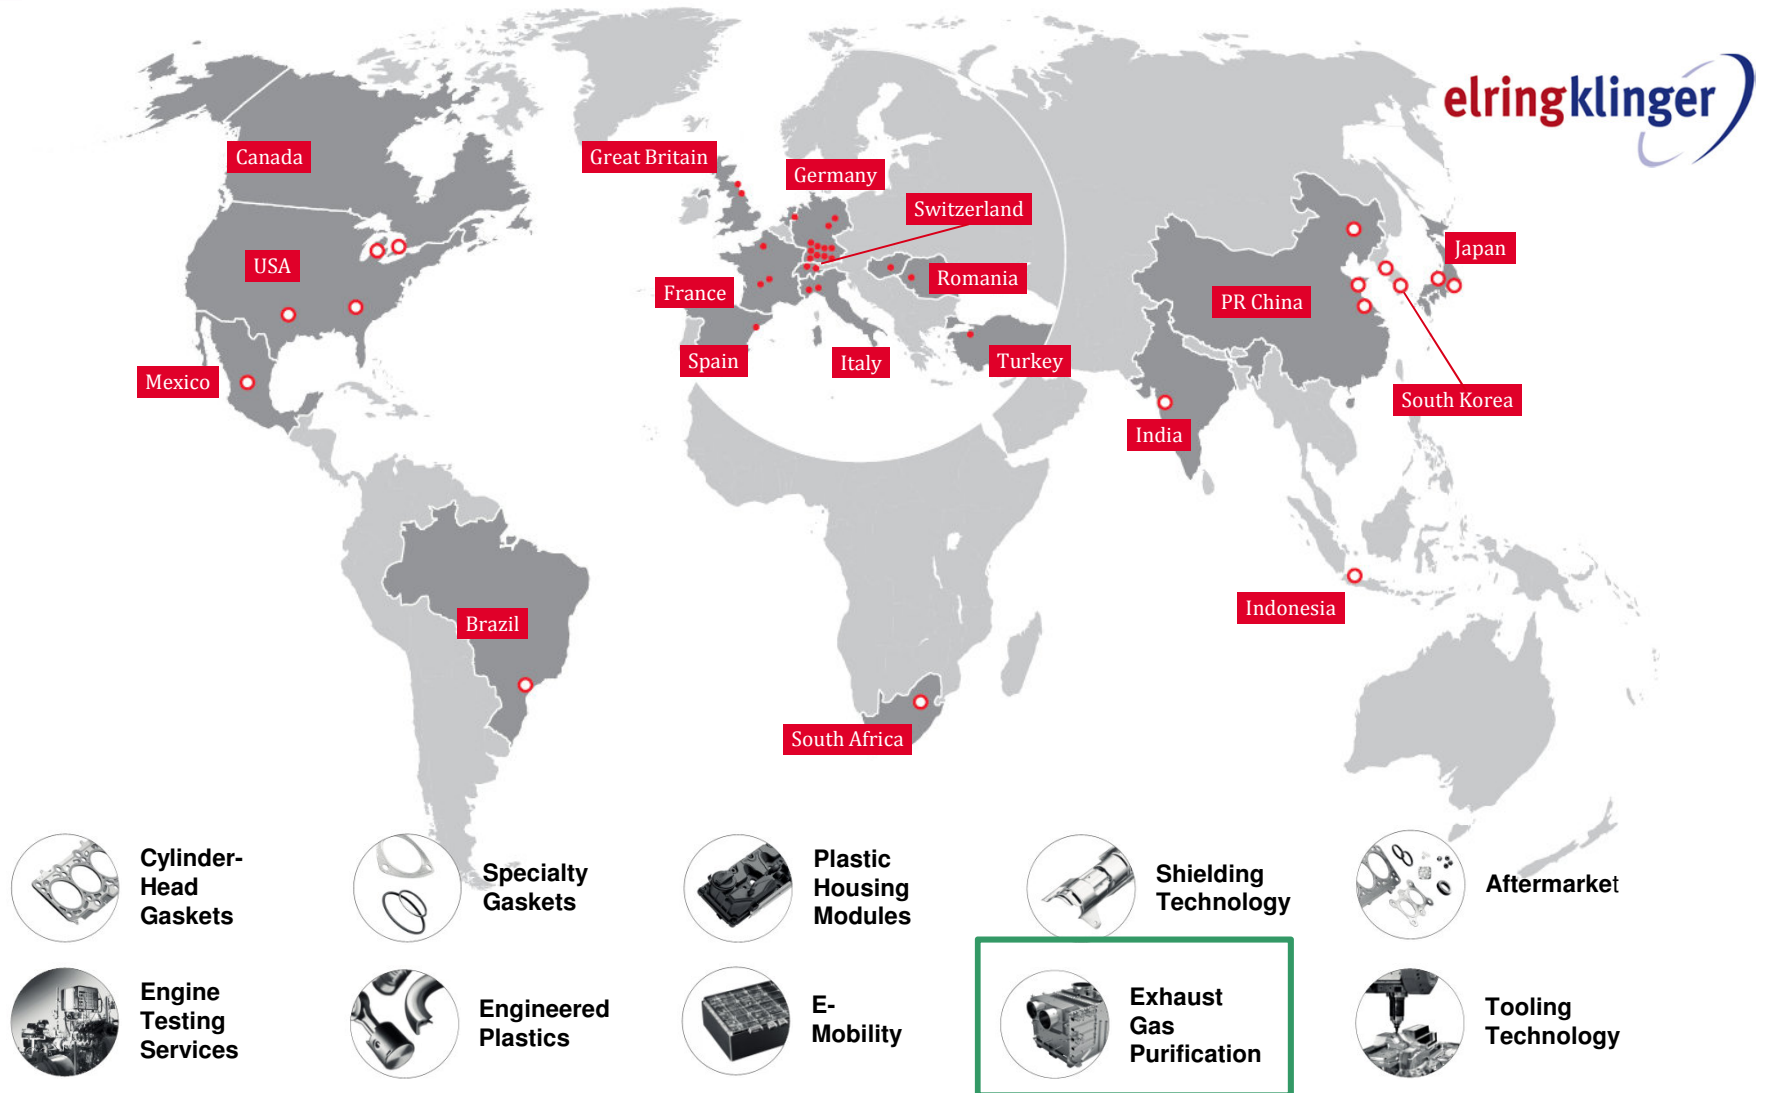 elringklinger
Canada
Great Britain
Germany
Switzerland
Japan
USA
Romania
France
PR China
Spain
Italy
Turkey
Mexico
South Korea
India
Indonesia
Brazil
South Africa
Cylinder-
Head
Gaskets
Specialty
Gaskets
Plastic
Housing
Modules
Shielding
Technology
Aftermarket
Engine
Testing
Services
Engineered
Plastics
E-
Mobility
Exhaust
Gas
Purification
Tooling
Technology